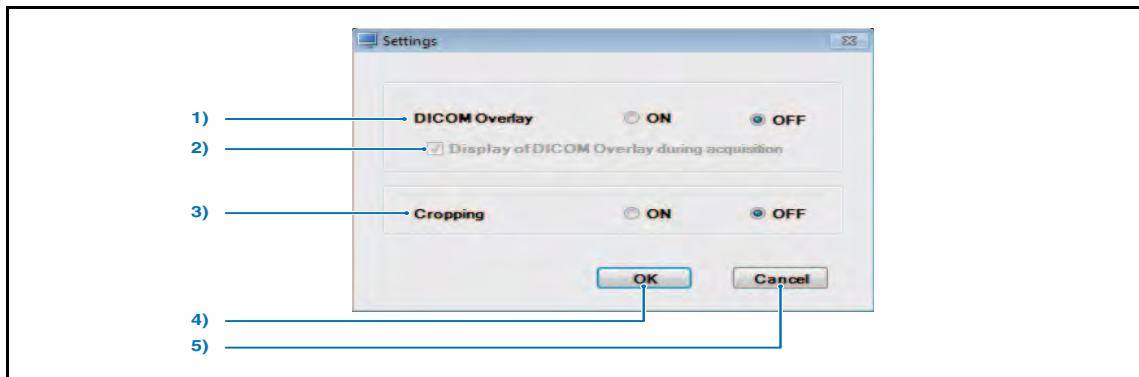 Settings
1) DICOM Overlay ON OFF
2) Display of DICOM Overlay during acquisition
3) Cropping ON OFF
OK Cancel
4)
5)